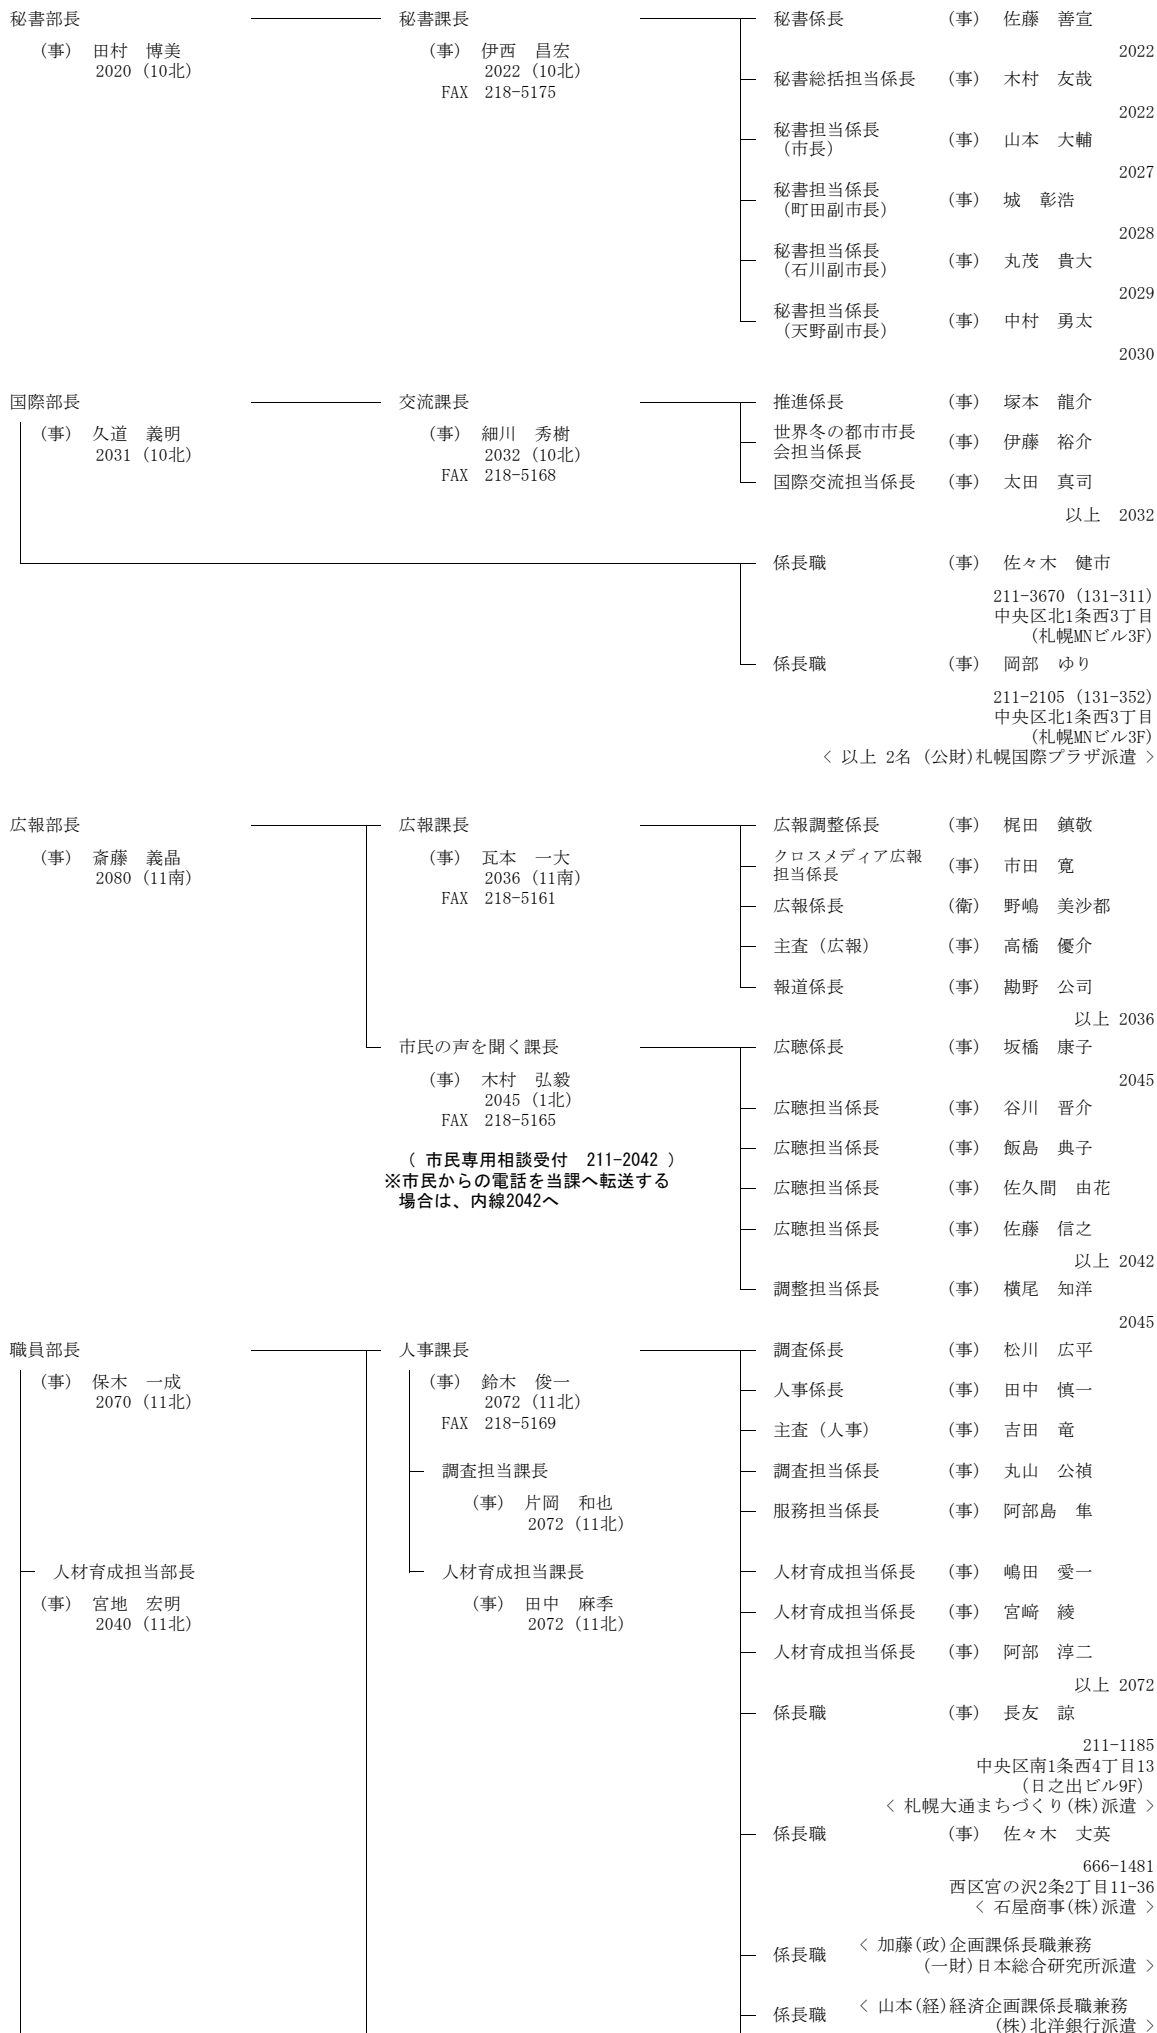 秘書部長
(事) 田村 博美
2020 (10北)
秘書課長
(事) 伊西 昌宏
2022 (10北)
FAX 218-5175
秘書係長 (事) 佐藤 善宣
2022
秘書総括担当係長 (事) 木村 友哉
2022
秘書担当係長
(市長) (事) 山本 大輔
2027
秘書担当係長
(町田副市長) (事) 城 彰浩
2028
秘書担当係長
(石川副市長) (事) 丸茂 貴大
2029
秘書担当係長
(天野副市長) (事) 中村 勇太
2030
国際部長
(事) 久道 義明
2031 (10北)
交流課長
(事) 細川 秀樹
2032 (10北)
FAX 218-5168
推進係長 (事) 塚本 龍介
世界冬の都市市長
会担当係長 (事) 伊藤 裕介
国際交流担当係長 (事) 太田 真司
以上 2032
係長職 (事) 佐々木 健市
211-3670 (131-311)
中央区北1条西3丁目
(札幌MNビル3F)
係長職 (事) 岡部 ゆり
211-2105 (131-352)
中央区北1条西3丁目
(札幌MNビル3F)
< 以上 2名 (公財)札幌国際プラザ派遣 >
広報部長
(事) 斎藤 義晶
2080 (11南)
広報課長
(事) 瓦本 一大
2036 (11南)
FAX 218-5161
広報調整係長 (事) 梶田 鎮敬
クロスメディア広報
担当係長 (事) 市田 寛
広報係長 (衛) 野嶋 美沙都
主査(広報) (事) 高橋 優介
報道係長 (事) 勘野 公司
以上 2036
市民の声を聞く課長
(事) 木村 弘毅
2045 (1北)
FAX 218-5165
( 市民専用相談受付 211-2042 )
※市民からの電話を当課へ転送する
場合は、内線2042へ
広聴係長 (事) 坂橋 康子
2045
広聴担当係長 (事) 谷川 晋介
広聴担当係長 (事) 飯島 典子
広聴担当係長 (事) 佐久間 由花
広聴担当係長 (事) 佐藤 信之
以上 2042
調整担当係長 (事) 横尾 知洋
2045
職員部長
(事) 保木 一成
2070 (11北)
人材育成担当部長
(事) 宮地 宏明
2040 (11北)
人事課長
(事) 鈴木 俊一
2072 (11北)
FAX 218-5169
調査担当課長
(事) 片岡 和也
2072 (11北)
人材育成担当課長
(事) 田中 麻季
2072 (11北)
調査係長 (事) 松川 広平
人事係長 (事) 田中 慎一
主査(人事) (事) 吉田 竜
調査担当係長 (事) 丸山 公禎
服務担当係長 (事) 阿部島 隼
人材育成担当係長 (事) 嶋田 愛一
人材育成担当係長 (事) 宮﨑 綾
人材育成担当係長 (事) 阿部 淳二
以上 2072
係長職 (事) 長友 諒
211-1185
中央区南1条西4丁目13
(日之出ビル9F)
< 札幌大通まちづくり(株)派遣 >
係長職 (事) 佐々木 丈英
666-1481
西区宮の沢2条2丁目11-36
< 石屋商事(株)派遣 >
係長職 < 加藤(政)企画課係長職兼務
(一財)日本総合研究所派遣 >
係長職 < 山本(経)経済企画課係長職兼務
(株)北洋銀行派遣 >